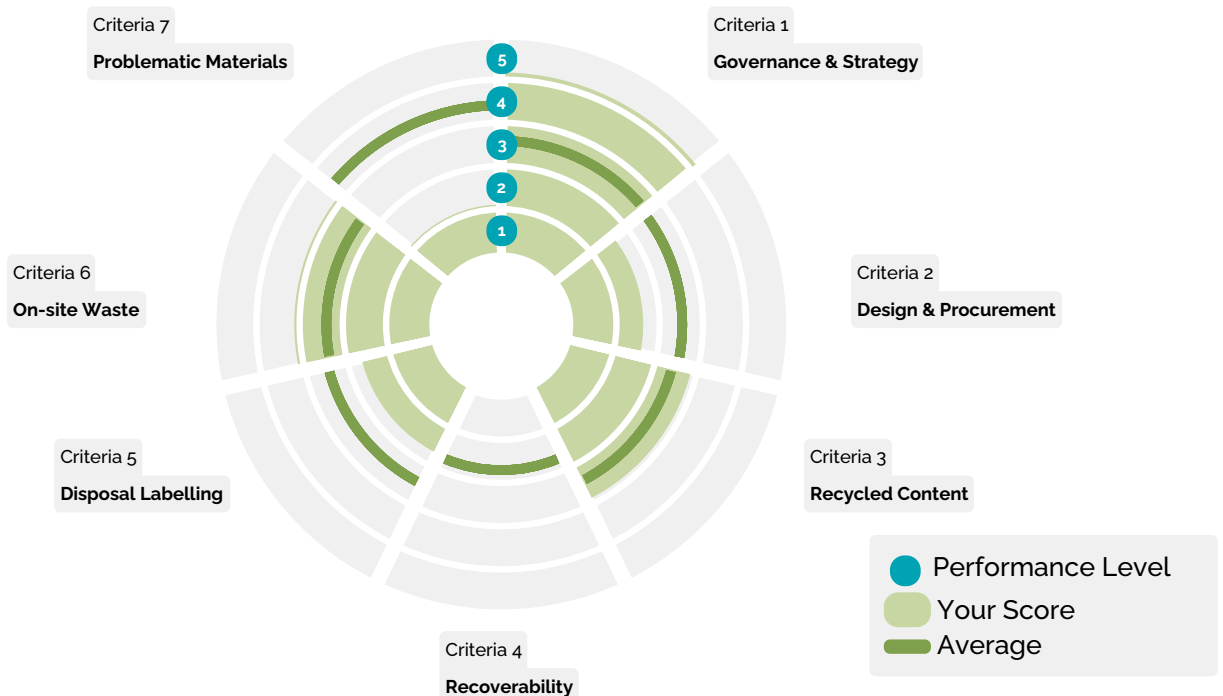 Criteria 7
Problematic Materials
Criteria 1
Governance & Strategy
5
4
3
2
1
Criteria 6
On-site Waste
Criteria 2
Design & Procurement
Criteria 5
Disposal Labelling
Criteria 3
Recycled Content
Criteria 4
Recoverability
Performance Level
Your Score
Average